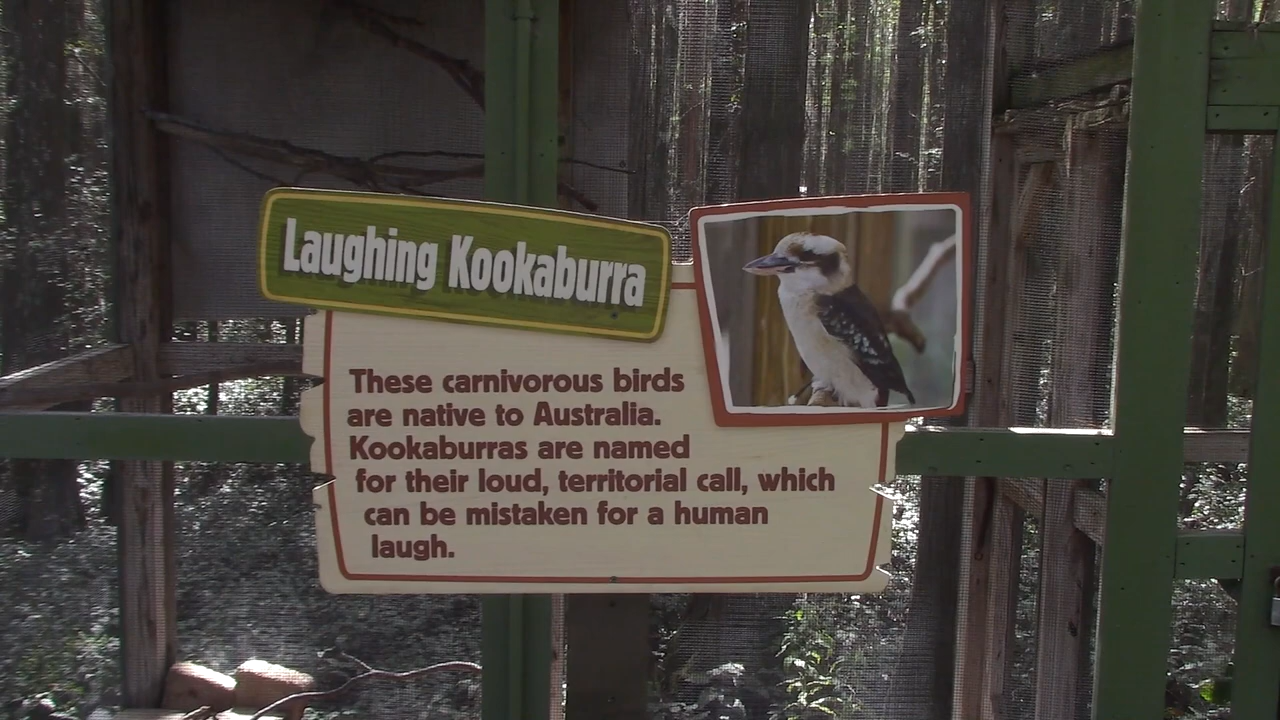 Laughing Kookaburra
These carnivorous birds
are native to Australia.
Kookaburras are named
for their loud, territorial call, which
can be mistaken for a human
laugh.